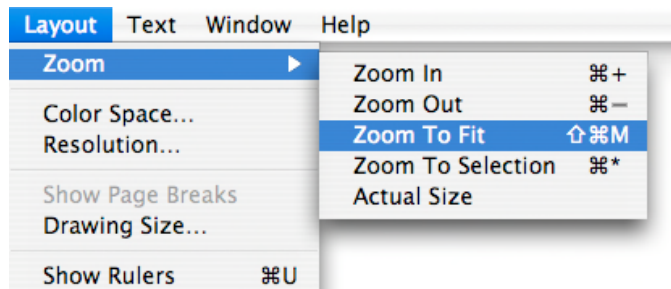 Layout Text Window Help
Zoom ▶
Zoom In ⌘+
Zoom Out ⌘−
Zoom To Fit ⇧⌘M
Zoom To Selection ⌘*
Actual Size
Color Space...
Resolution...
Show Page Breaks
Drawing Size...
Show Rulers ⌘U